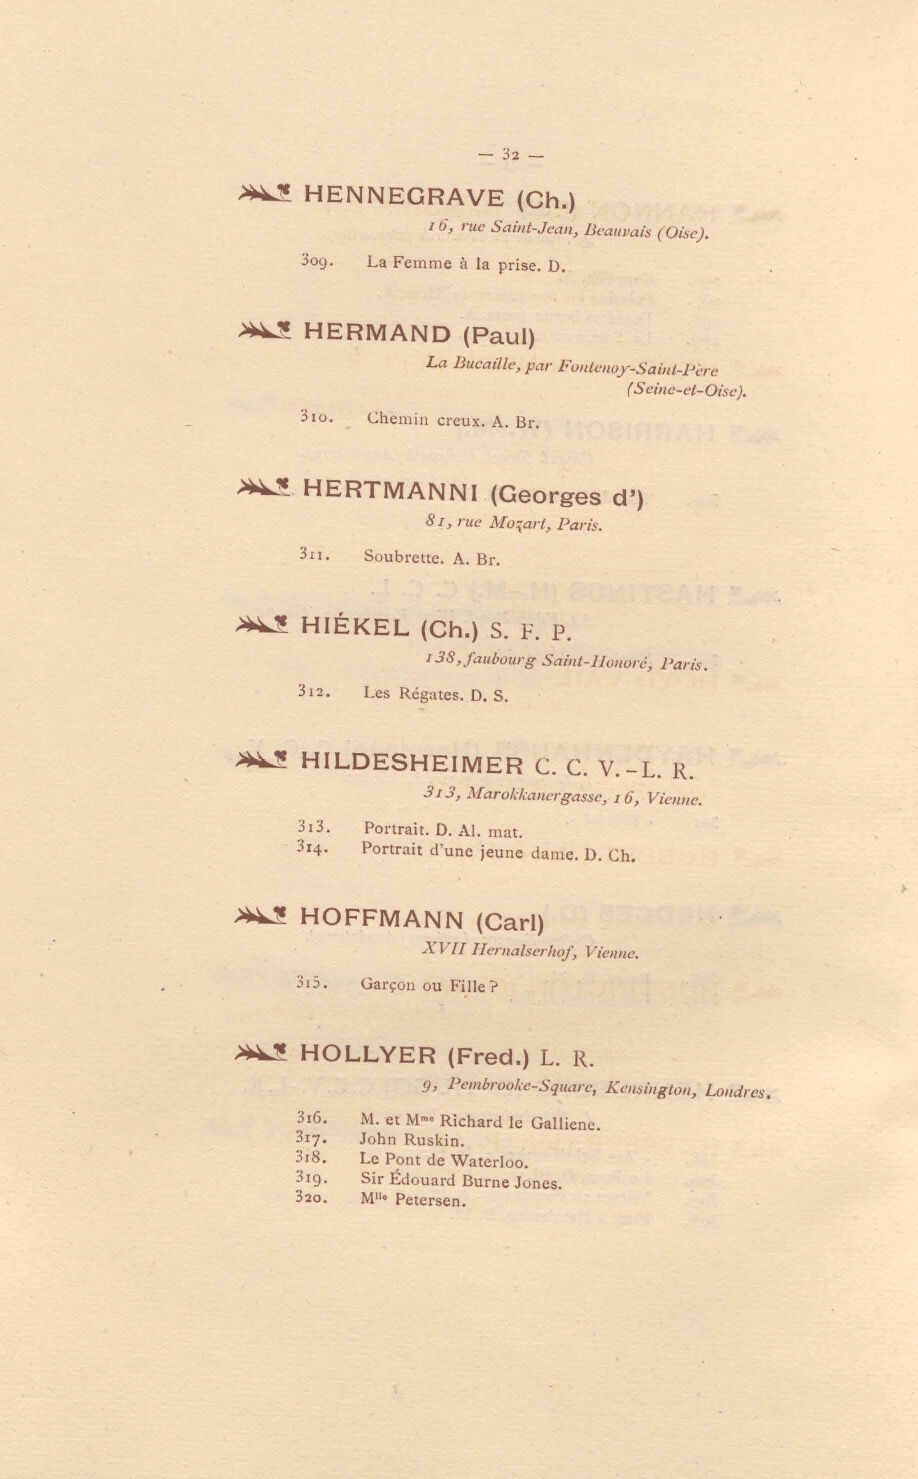 — 32 —
HENNEGRAVE (Ch.)
16, rue Saint-Jean, Beauvais (Oise).
309. La Femme à la prise. D.
HERMAND (Paul)
La Bucaille, par Fontenoy-Saint-Père
(Seine-et-Oise).
310. Chemin creux. A. Br.
HERTMANNI (Georges d')
81, rue Mozart, Paris.
311. Soubrette. A. Br.
HIÉKEL (Ch.) S. F. P.
138, faubourg Saint-Honoré, Paris.
312. Les Régates. D. S.
HILDESHEIMER C. C. V.-L. R.
313, Marokkanergasse, 16, Vienne.
313. Portrait. D. Al. mat.
314. Portrait d'une jeune dame. D. Ch.
HOFFMANN (Carl)
XVII Hernalserhof, Vienne.
315. Garçon ou Fille ?
HOLLYER (Fred.) L. R.
9, Pembrooke-Square, Kensington, Londres.
316. M. et Mme Richard le Galliene.
317. John Ruskin.
318. Le Pont de Waterloo.
319. Sir Édouard Burne Jones.
320. Mlle Petersen.